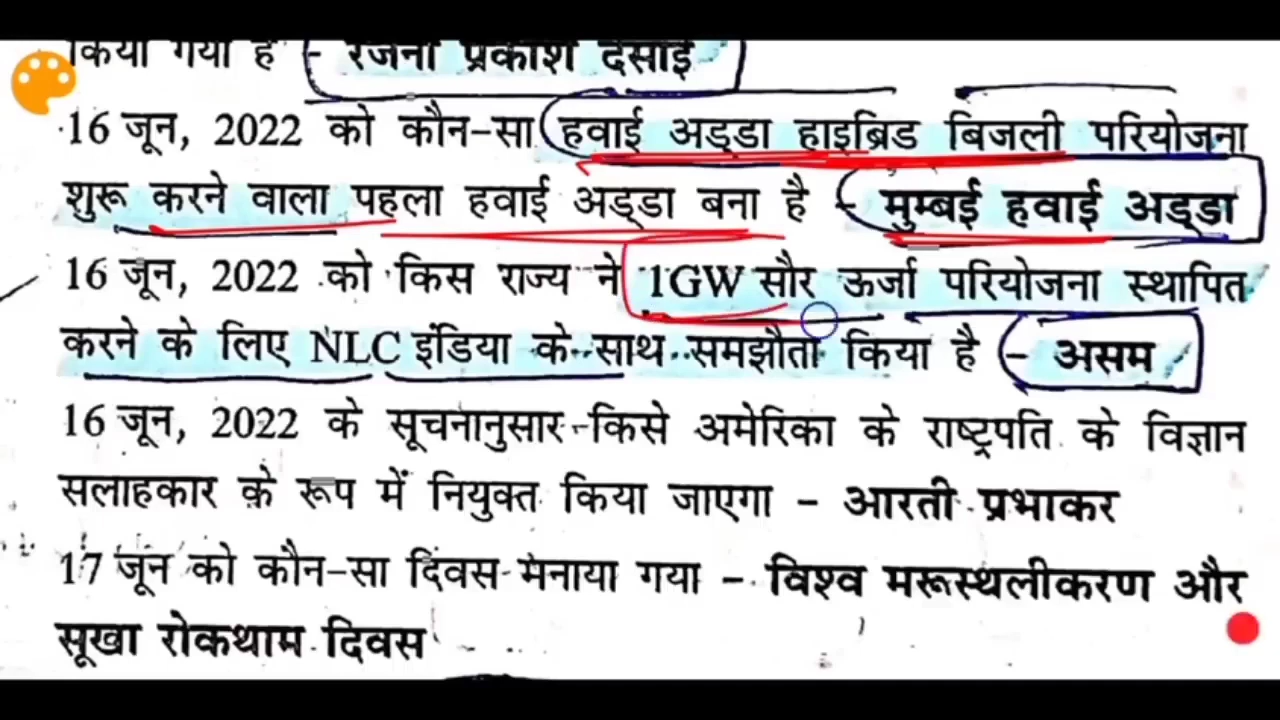 किया गया है - रंजना प्रकाश देसाई
16 जून, 2022 को कौन-सा हवाई अड्डा हाइब्रिड बिजली परियोजना
शुरू करने वाला पहला हवाई अड्डा बना है - मुम्बई हवाई अड्डा
16 जून, 2022 को किस राज्य ने 1GW सौर ऊर्जा परियोजना स्थापित
करने के लिए NLC इंडिया के साथ समझौता किया है - असम
16 जून, 2022 के सूचनानुसार किसे अमेरिका के राष्ट्रपति के विज्ञान
सलाहकार के रूप में नियुक्त किया जाएगा - आरती प्रभाकर
17 जून को कौन-सा दिवस मनाया गया - विश्व मरूस्थलीकरण और
सूखा रोकथाम दिवस